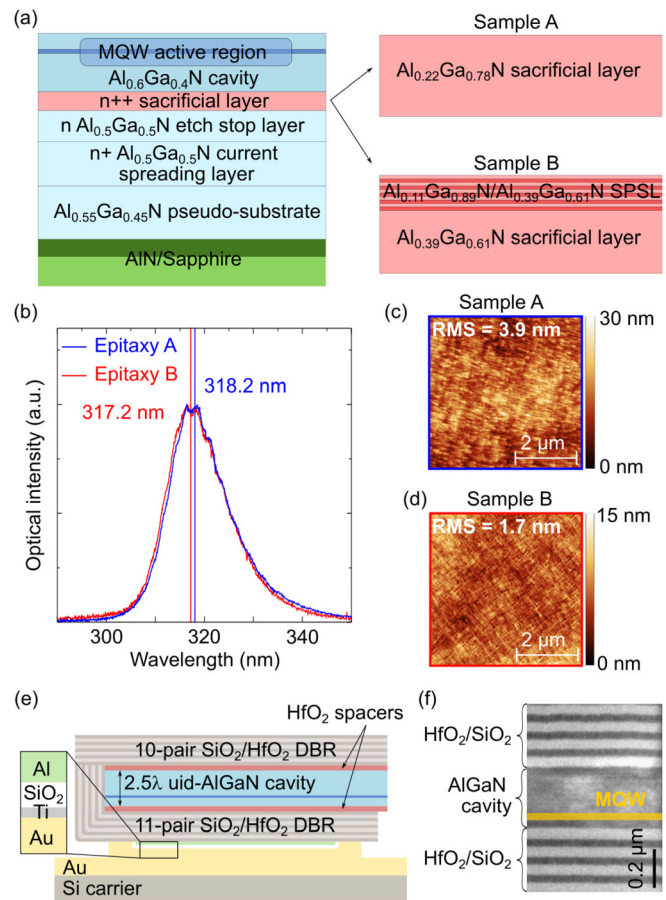 (a)
MQW active region
Al0.6Ga0.4N cavity
n++ sacrificial layer
n Al0.5Ga0.5N etch stop layer
n+ Al0.5Ga0.5N current
spreading layer
Al0.55Ga0.45N pseudo-substrate
AlN/Sapphire
Sample A
Al0.22Ga0.78N sacrificial layer
Sample B
Al0.11Ga0.89N/Al0.39Ga0.61N SPSL
Al0.39Ga0.61N sacrificial layer
(b)
Epitaxy A
Epitaxy B
318.2 nm
317.2 nm
Optical intensity (a.u.)
300
320
340
Wavelength (nm)
(c)
Sample A
RMS = 3.9 nm
2 μm
30 nm
0 nm
(d)
Sample B
RMS = 1.7 nm
2 μm
15 nm
0 nm
(e)
HfO2 spacers
10-pair SiO2/HfO2 DBR
2.5λ uid-AlGaN cavity
11-pair SiO2/HfO2 DBR
Al
SiO2
Ti
Au
Au
Si carrier
(f)
HfO2/SiO2
AlGaN
cavity
MQW
HfO2/SiO2
0.2 μm